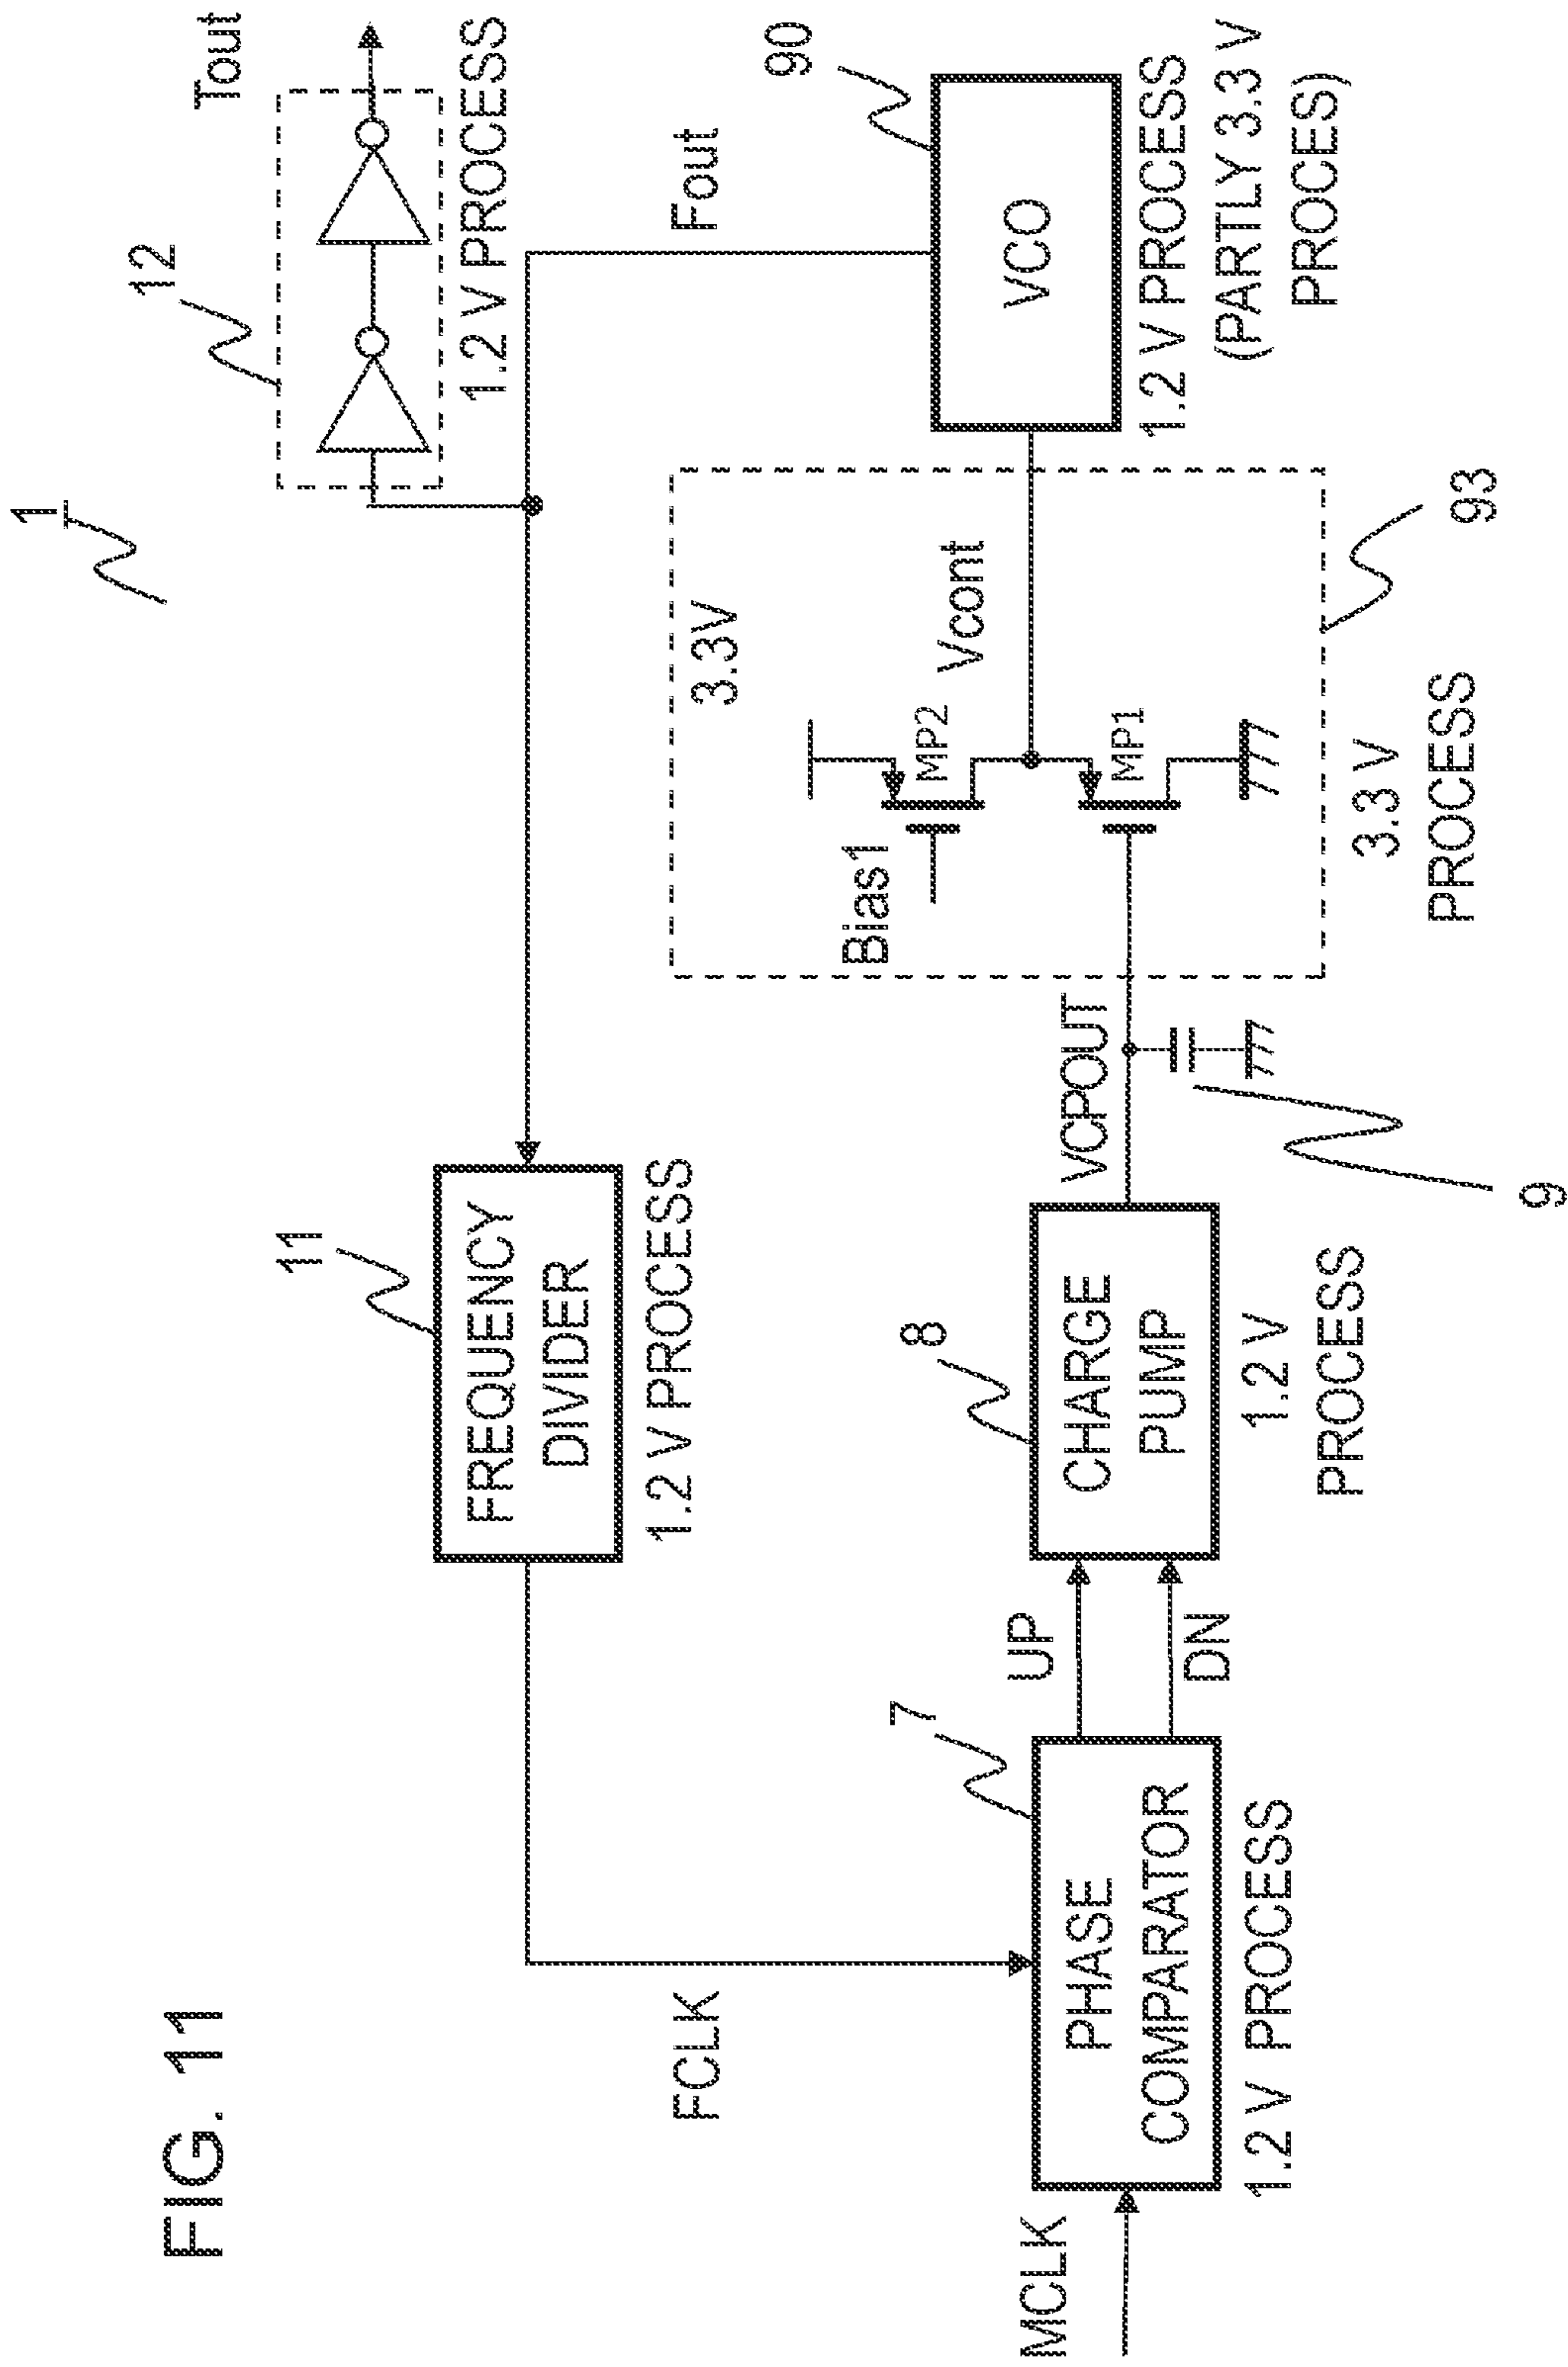 FIG. 11
1
12
Tout
1.2 V PROCESS
11
FREQUENCY
DIVIDER
1.2 V PROCESS
FCLK
Fout
MCLK
7
PHASE
COMPARATOR
1.2 V PROCESS
UP
DN
8
CHARGE
PUMP
1.2 V
PROCESS
VCPOUT
9
3.3V
Bias1
MP2
MP1
Vcont
3.3 V
PROCESS
93
90
VCO
1.2 V PROCESS
(PARTLY 3.3 V
PROCES)